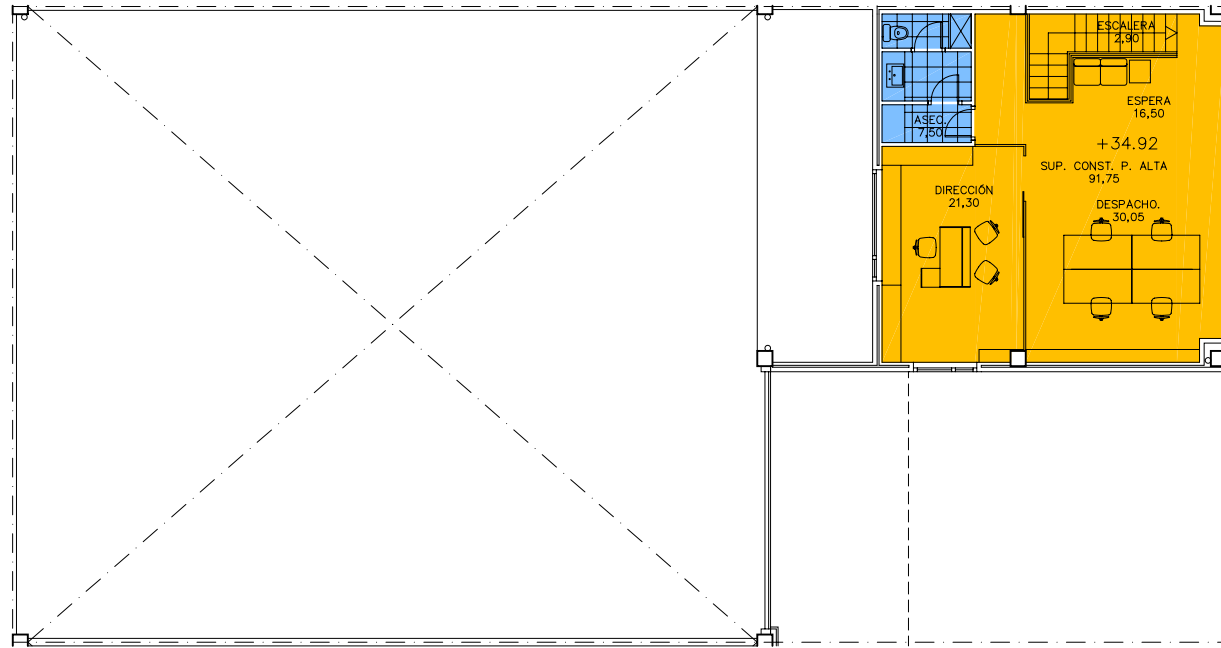 ESCALERA
2,90
ESPERA
16,50
ASEO.
7,50
+34.92
SUP. CONST. P. ALTA
91,75
DIRECCIÓN
21,30
DESPACHO.
30,05